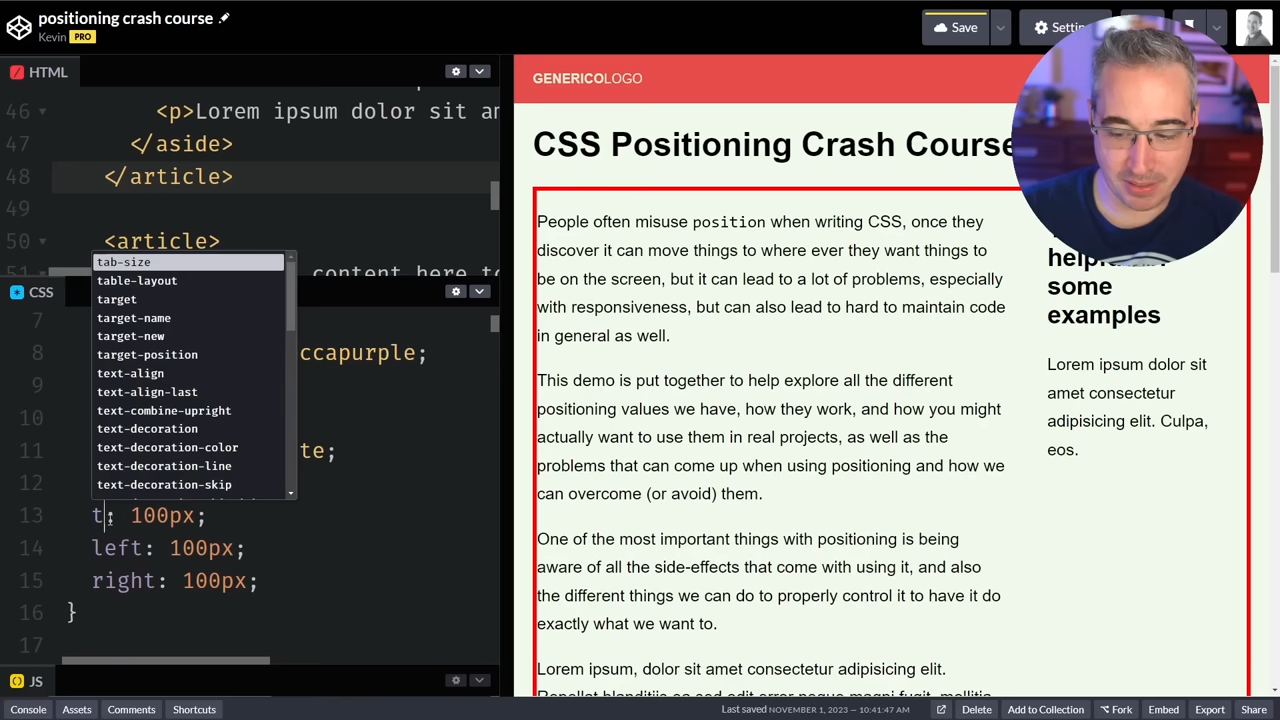 positioning crash course
Kevin PRO
Save
Settin
HTML
46 <p>Lorem ipsum dolor sit am
47 </aside>
48 </article>
49
50 <article>
51 content here to
CSS
tab-size
table-layout
target
target-name
target-new
target-position
text-align
text-align-last
text-combine-upright
text-decoration
text-decoration-color
text-decoration-line
text-decoration-skip
7
8 ccapurple;
9
10
11 te;
12
13 t: 100px;
14 left: 100px;
15 right: 100px;
16 }
17
JS
GENERICOLOGO
CSS Positioning Crash Course
People often misuse position when writing CSS, once they
discover it can move things to where ever they want things to
be on the screen, but it can lead to a lot of problems, especially
with responsiveness, but can also lead to hard to maintain code
in general as well.
This demo is put together to help explore all the different
positioning values we have, how they work, and how you might
actually want to use them in real projects, as well as the
problems that can come up when using positioning and how we
can overcome (or avoid) them.
One of the most important things with positioning is being
aware of all the side-effects that come with using it, and also
the different things we can do to properly control it to have it do
exactly what we want to.
Lorem ipsum, dolor sit amet consectetur adipisicing elit.
some
examples
Lorem ipsum dolor sit
amet consectetur
adipisicing elit. Culpa,
eos.
Console
Assets
Comments
Shortcuts
Last saved NOVEMBER 1, 2023 — 10:41:47 AM
Delete
Add to Collection
Fork
Embed
Export
Share